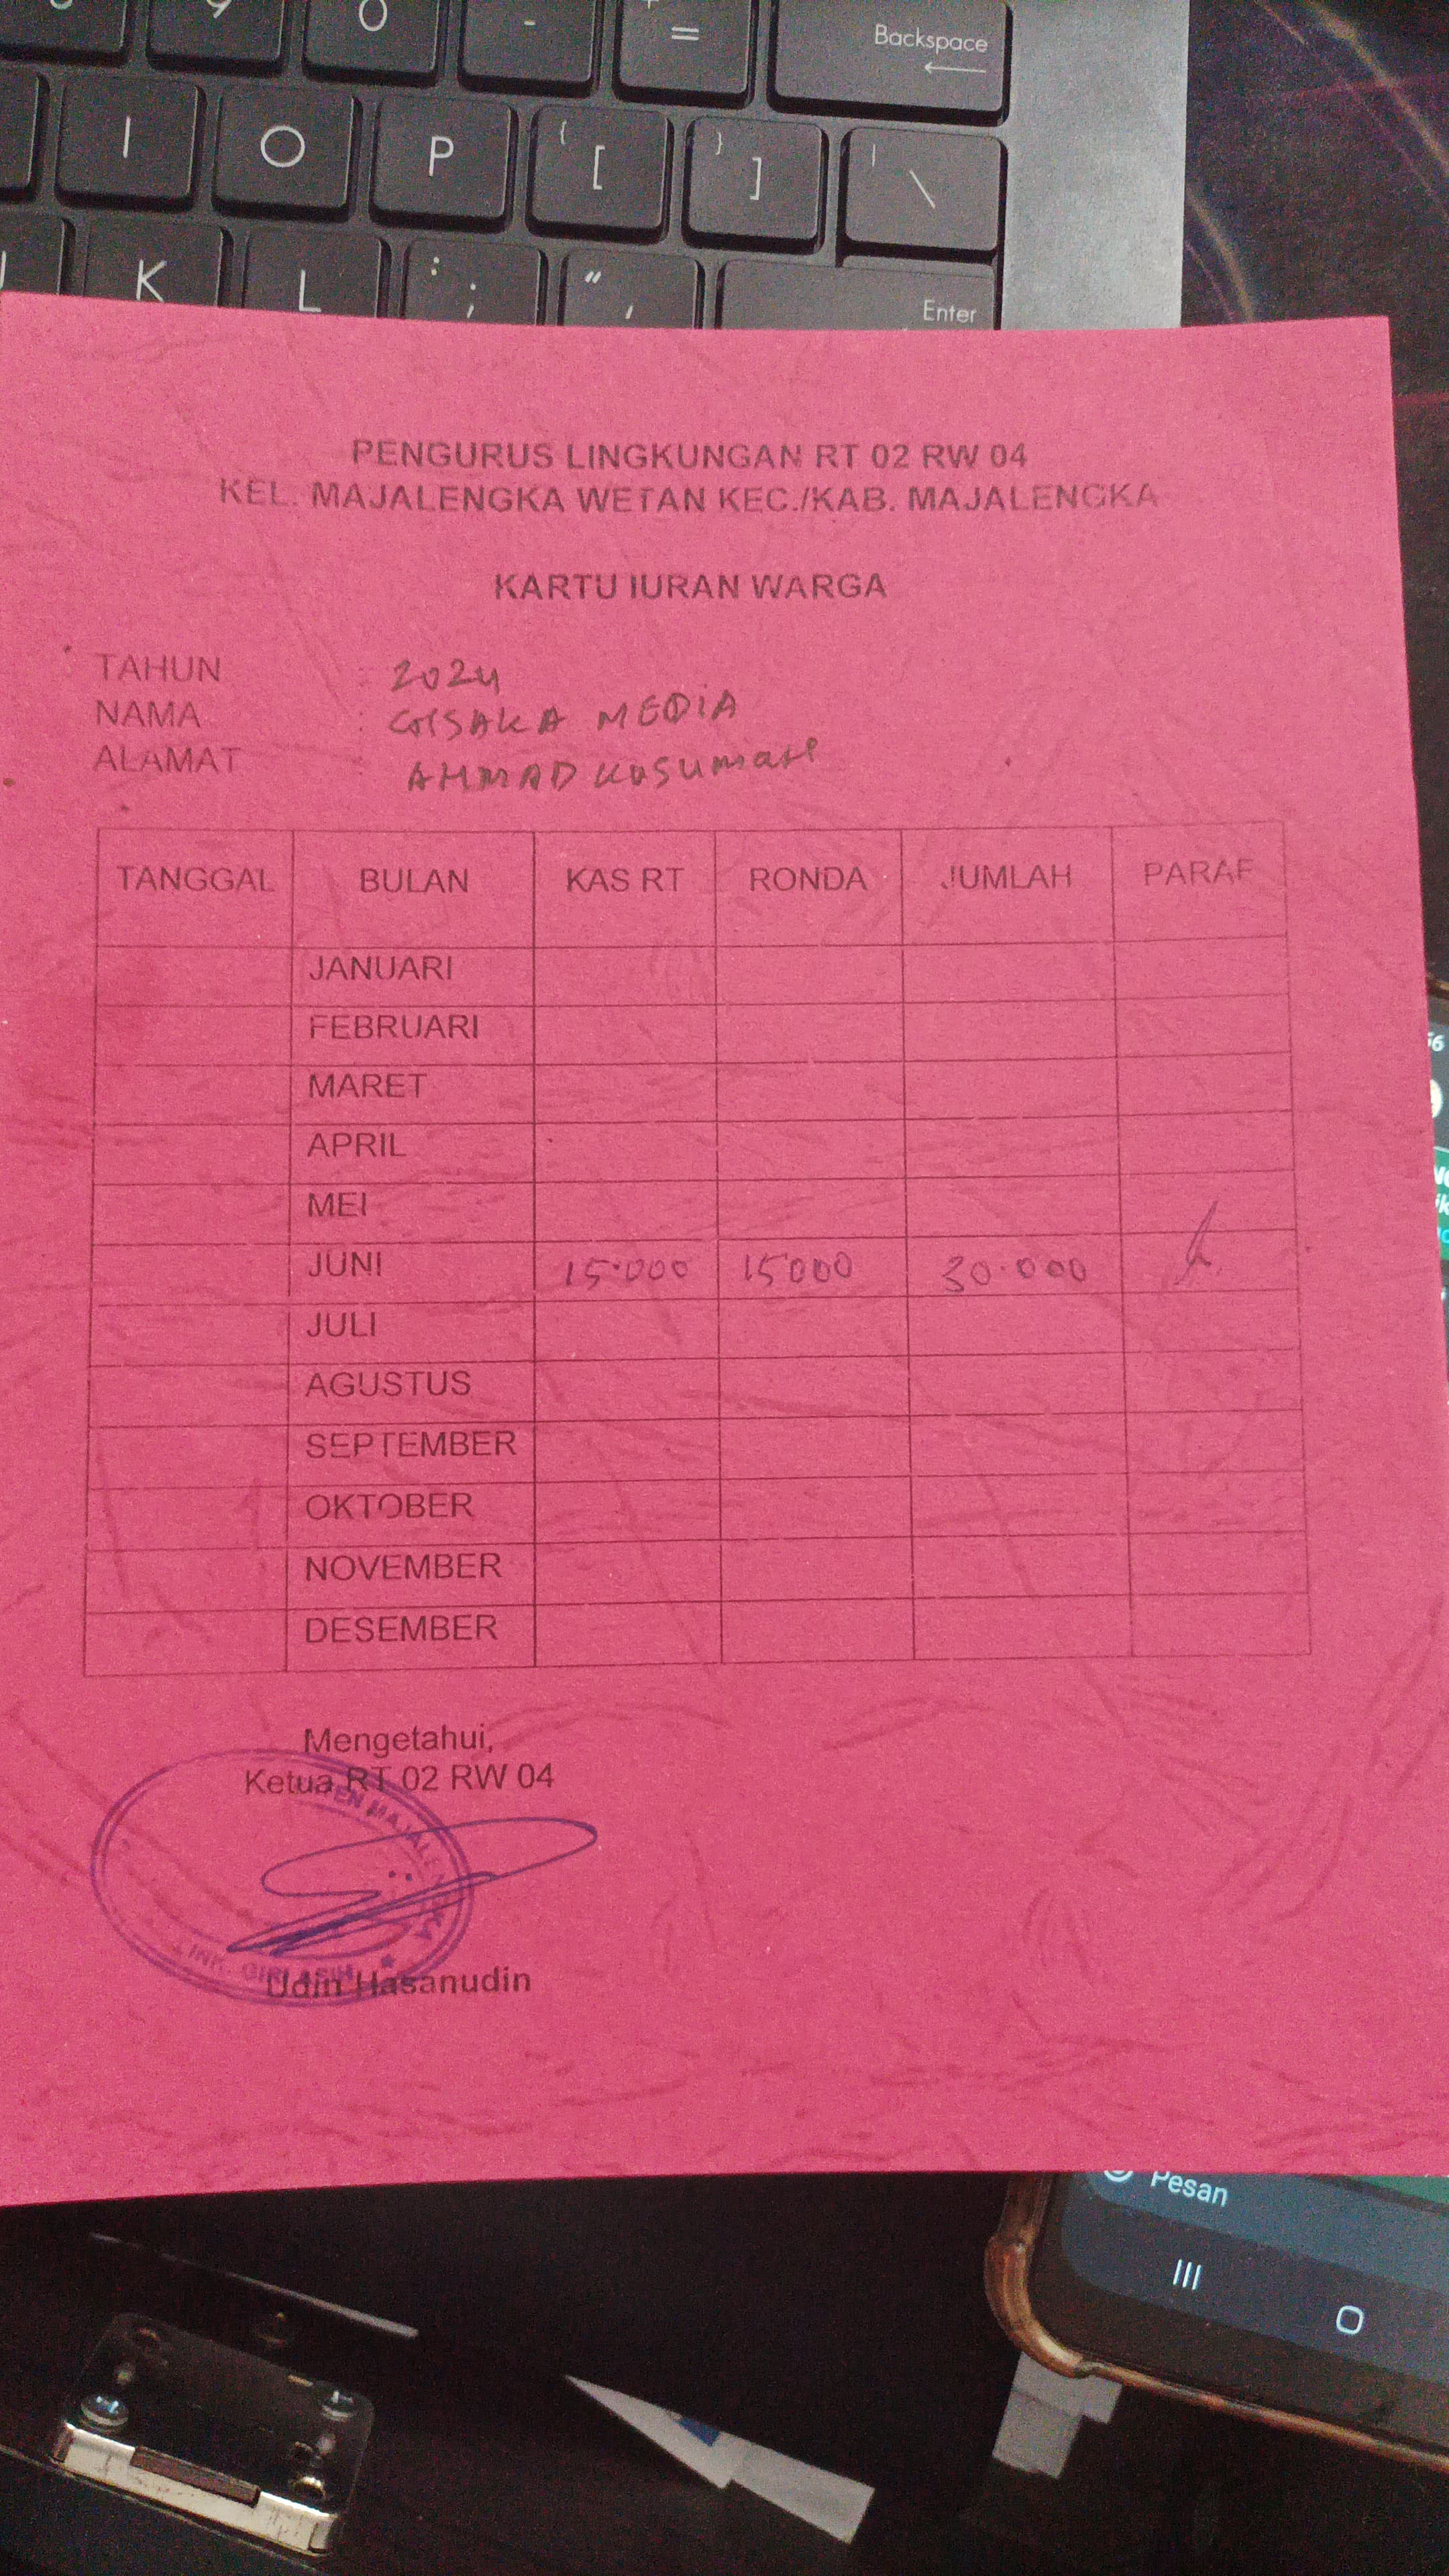 0 - + =
Backspace
I O P { [ } ] | \
K L : ; " ' Enter
PENGURUS LINGKUNGAN RT 02 RW 04
KEL. MAJALENGKA WETAN KEC./KAB. MAJALENGKA
KARTU IURAN WARGA
TAHUN : 2024
NAMA : GISAKA MEDIA
ALAMAT : AHMAD KUSUMAH
TANGGAL BULAN KAS RT RONDA JUMLAH PARAF
JANUARI
FEBRUARI
MARET
APRIL
MEI
JUNI 15.000 15000 30.000
JULI
AGUSTUS
SEPTEMBER
OKTOBER
NOVEMBER
DESEMBER
Mengetahui,
Ketua RT 02 RW 04
MAJALENGKA
LINK. GIRI ASIH
Udin Hasanudin
Pesan